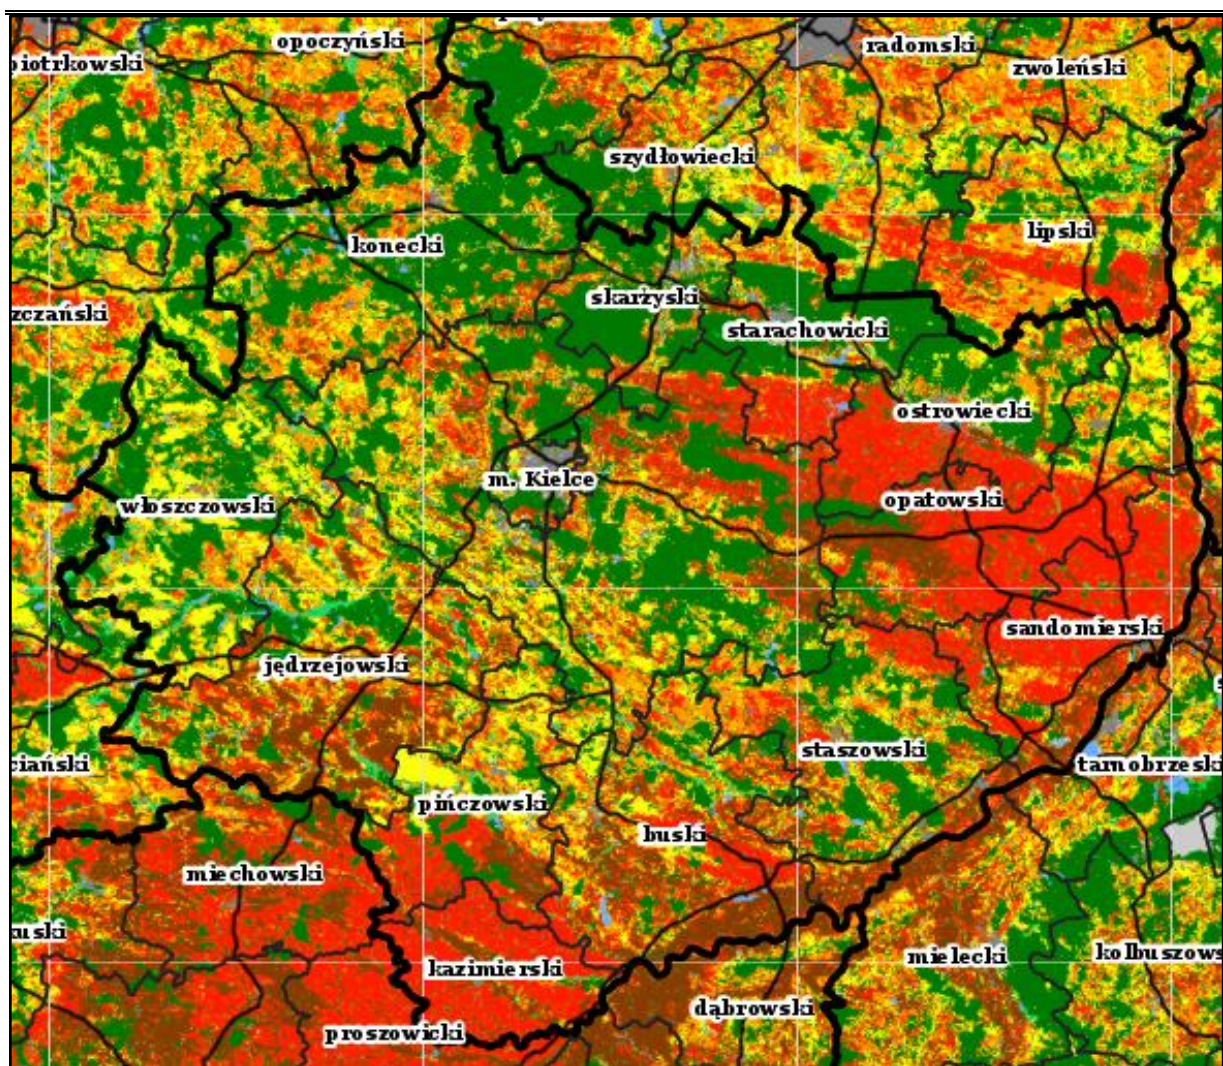 opoczyński
radomski
piotrkowski
zwoleński
szydłowiecki
lipski
konecki
skarżyski
zczański
starachowicki
ostrowiecki
m. Kielce
opatowski
włoszczowski
sandomierski
jędrzejowski
staszowski
ciański
tarnobrzeski
pińczowski
buski
miechowski
uski
kolbuszows
mielecki
kazimierski
dąbrowski
proszowicki